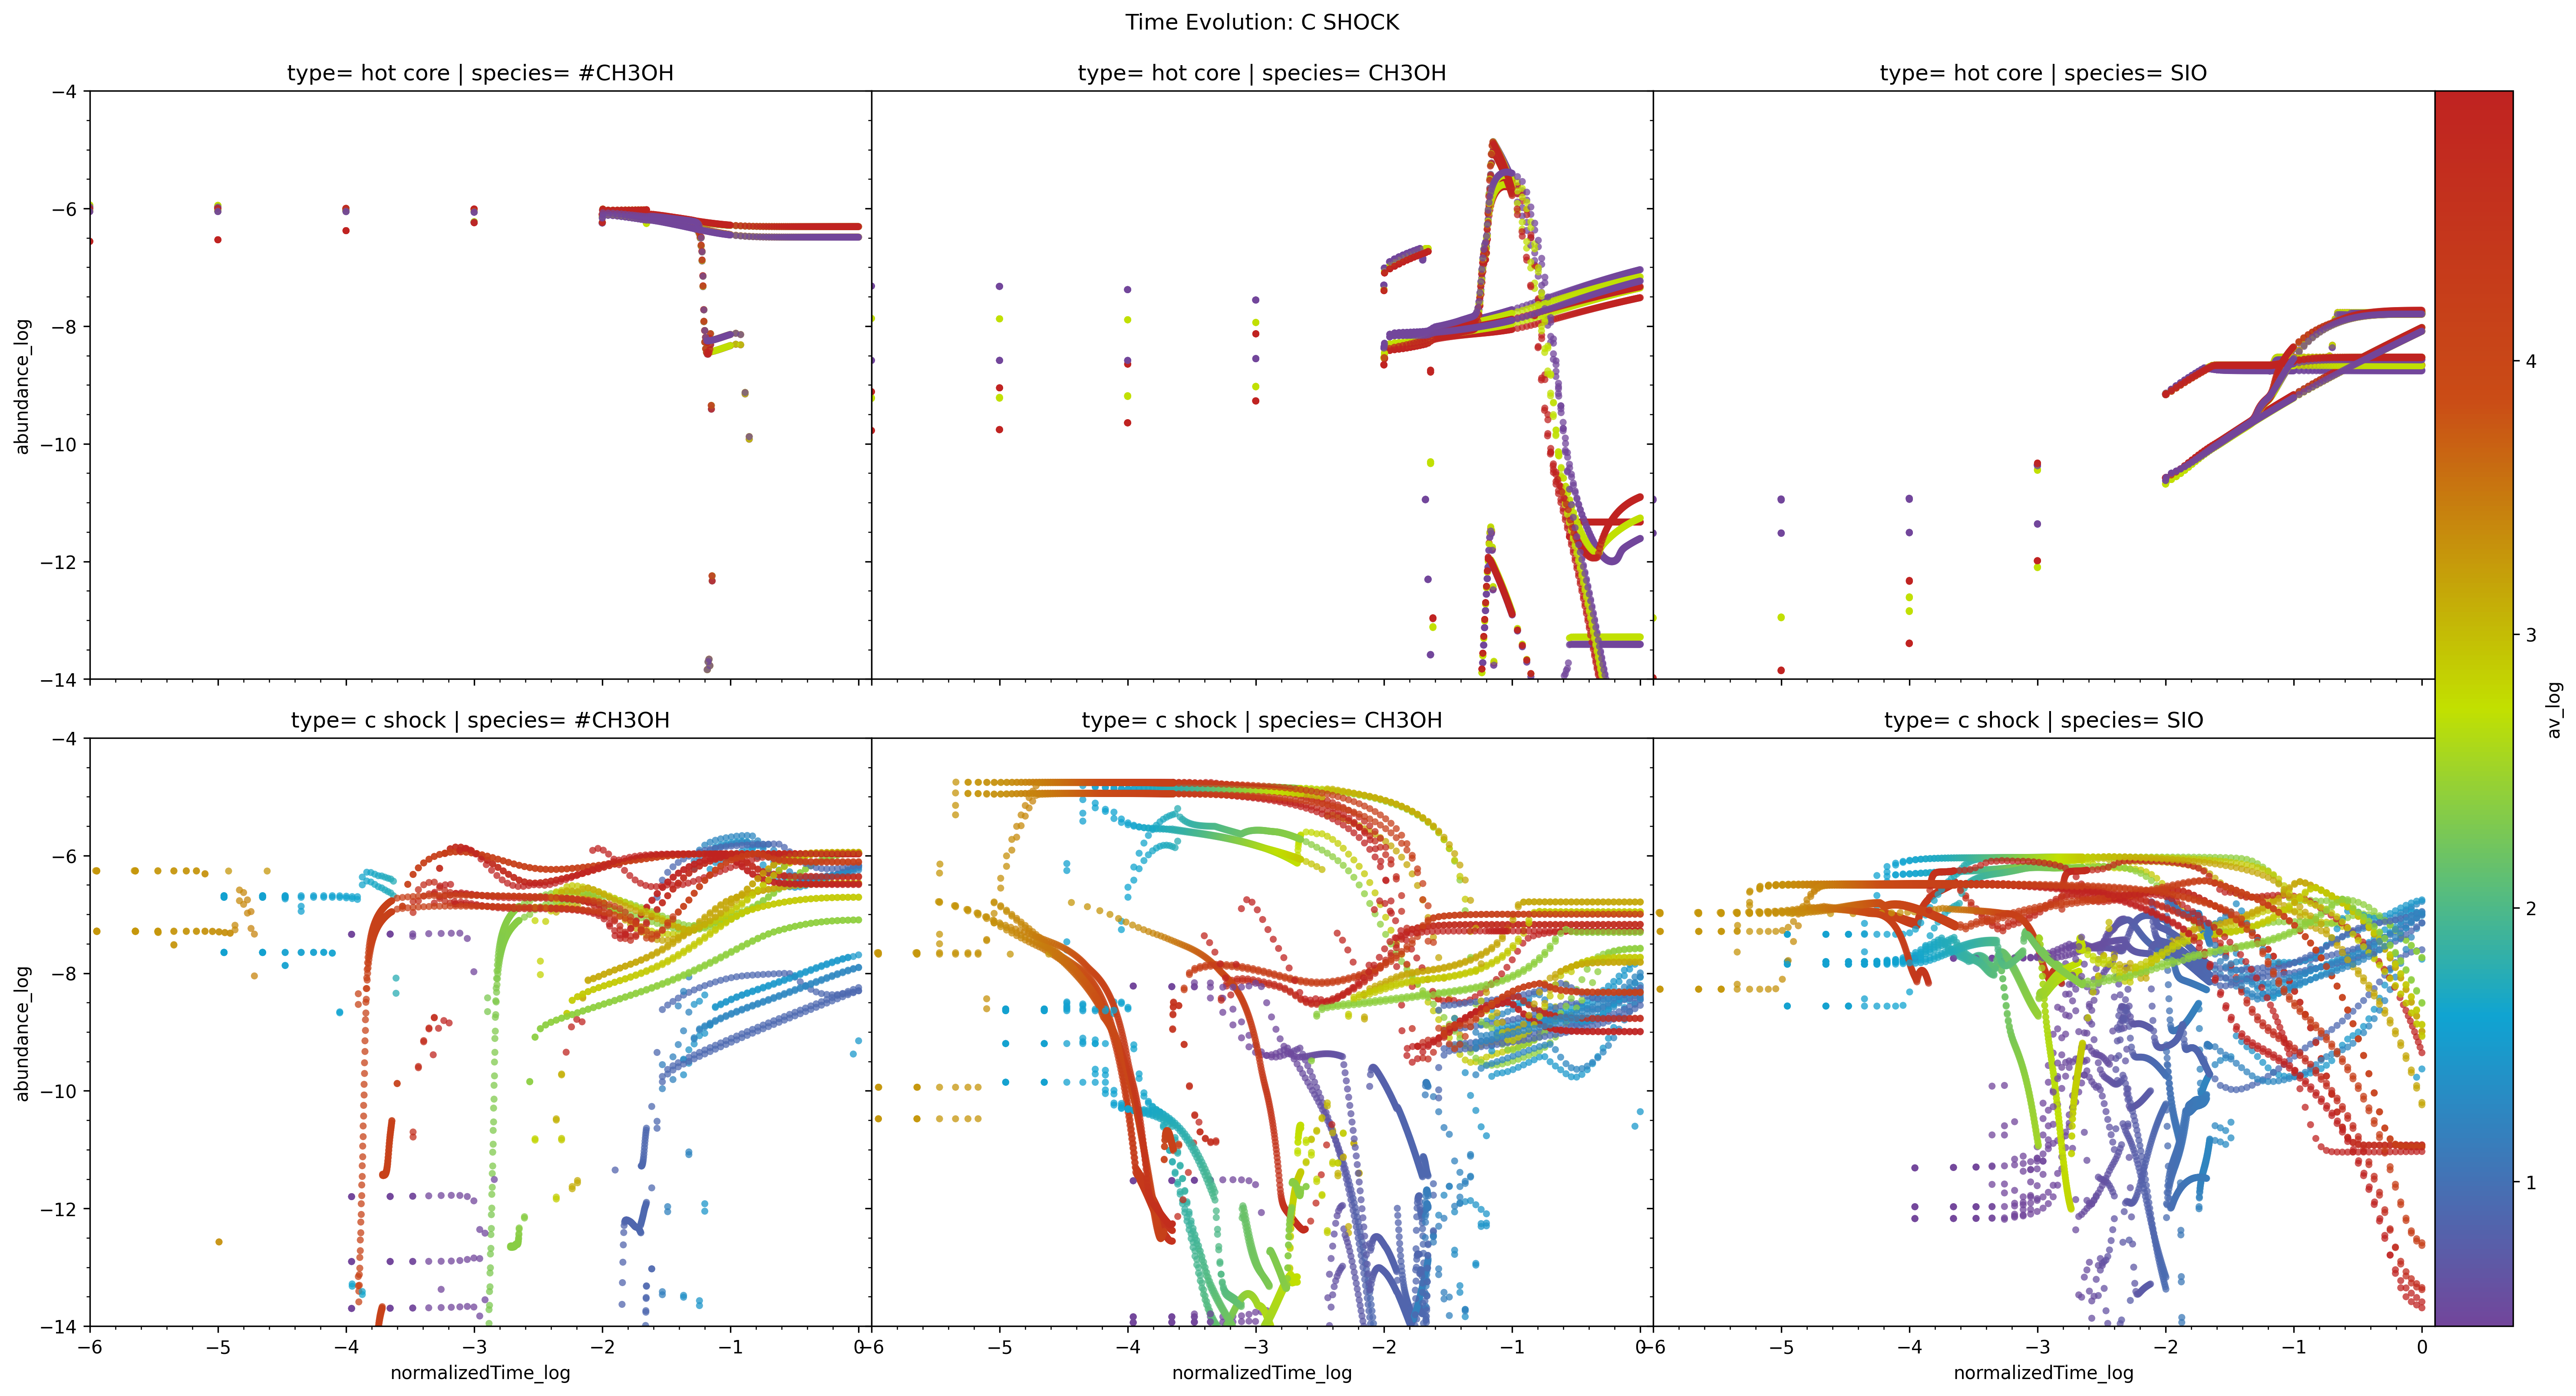 Time Evolution: C SHOCK
type= hot core | species= #CH3OH
type= hot core | species= CH3OH
type= hot core | species= SIO
−4
−6
−8
−10
−12
−14
abundance_log
type= c shock | species= #CH3OH
type= c shock | species= CH3OH
type= c shock | species= SIO
−4
−6
−8
−10
−12
−14
abundance_log
−6 −5 −4 −3 −2 −1 0
−6 −5 −4 −3 −2 −1 0
−6 −5 −4 −3 −2 −1 0
normalizedTime_log
normalizedTime_log
normalizedTime_log
4
3
2
1
av_log